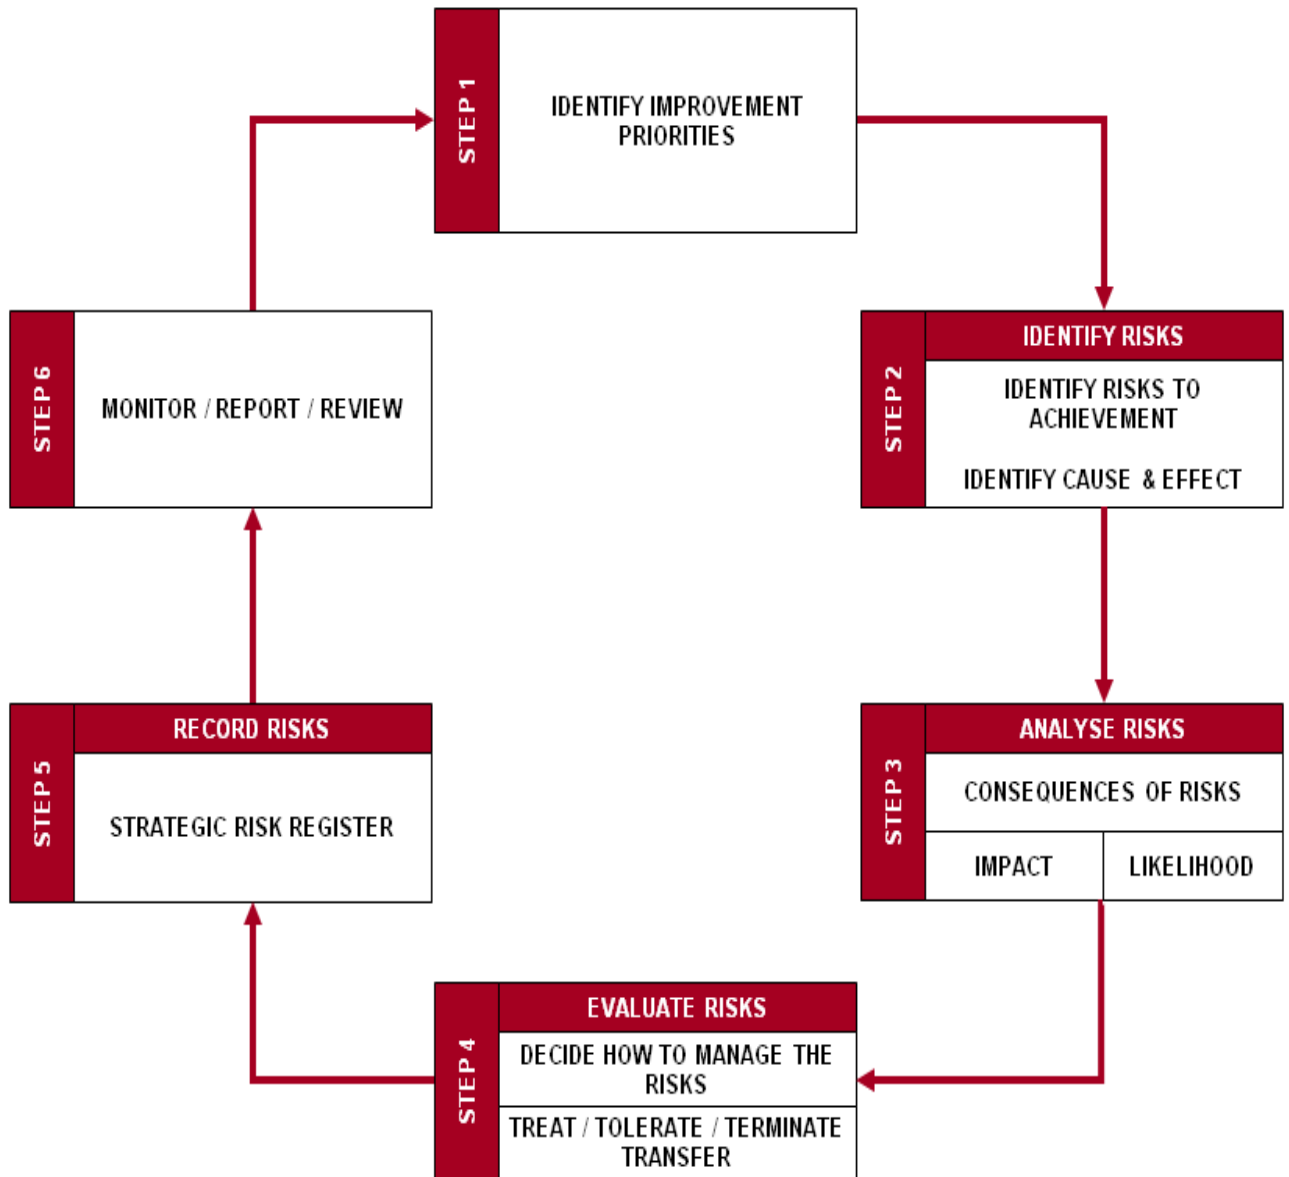 STEP 1
IDENTIFY IMPROVEMENT
PRIORITIES
STEP 2
IDENTIFY RISKS
IDENTIFY RISKS TO
ACHIEVEMENT
IDENTIFY CAUSE & EFFECT
STEP 3
ANALYSE RISKS
CONSEQUENCES OF RISKS
IMPACT
LIKELIHOOD
STEP 4
EVALUATE RISKS
DECIDE HOW TO MANAGE THE
RISKS
TREAT / TOLERATE / TERMINATE
TRANSFER
STEP 5
RECORD RISKS
STRATEGIC RISK REGISTER
STEP 6
MONITOR / REPORT / REVIEW